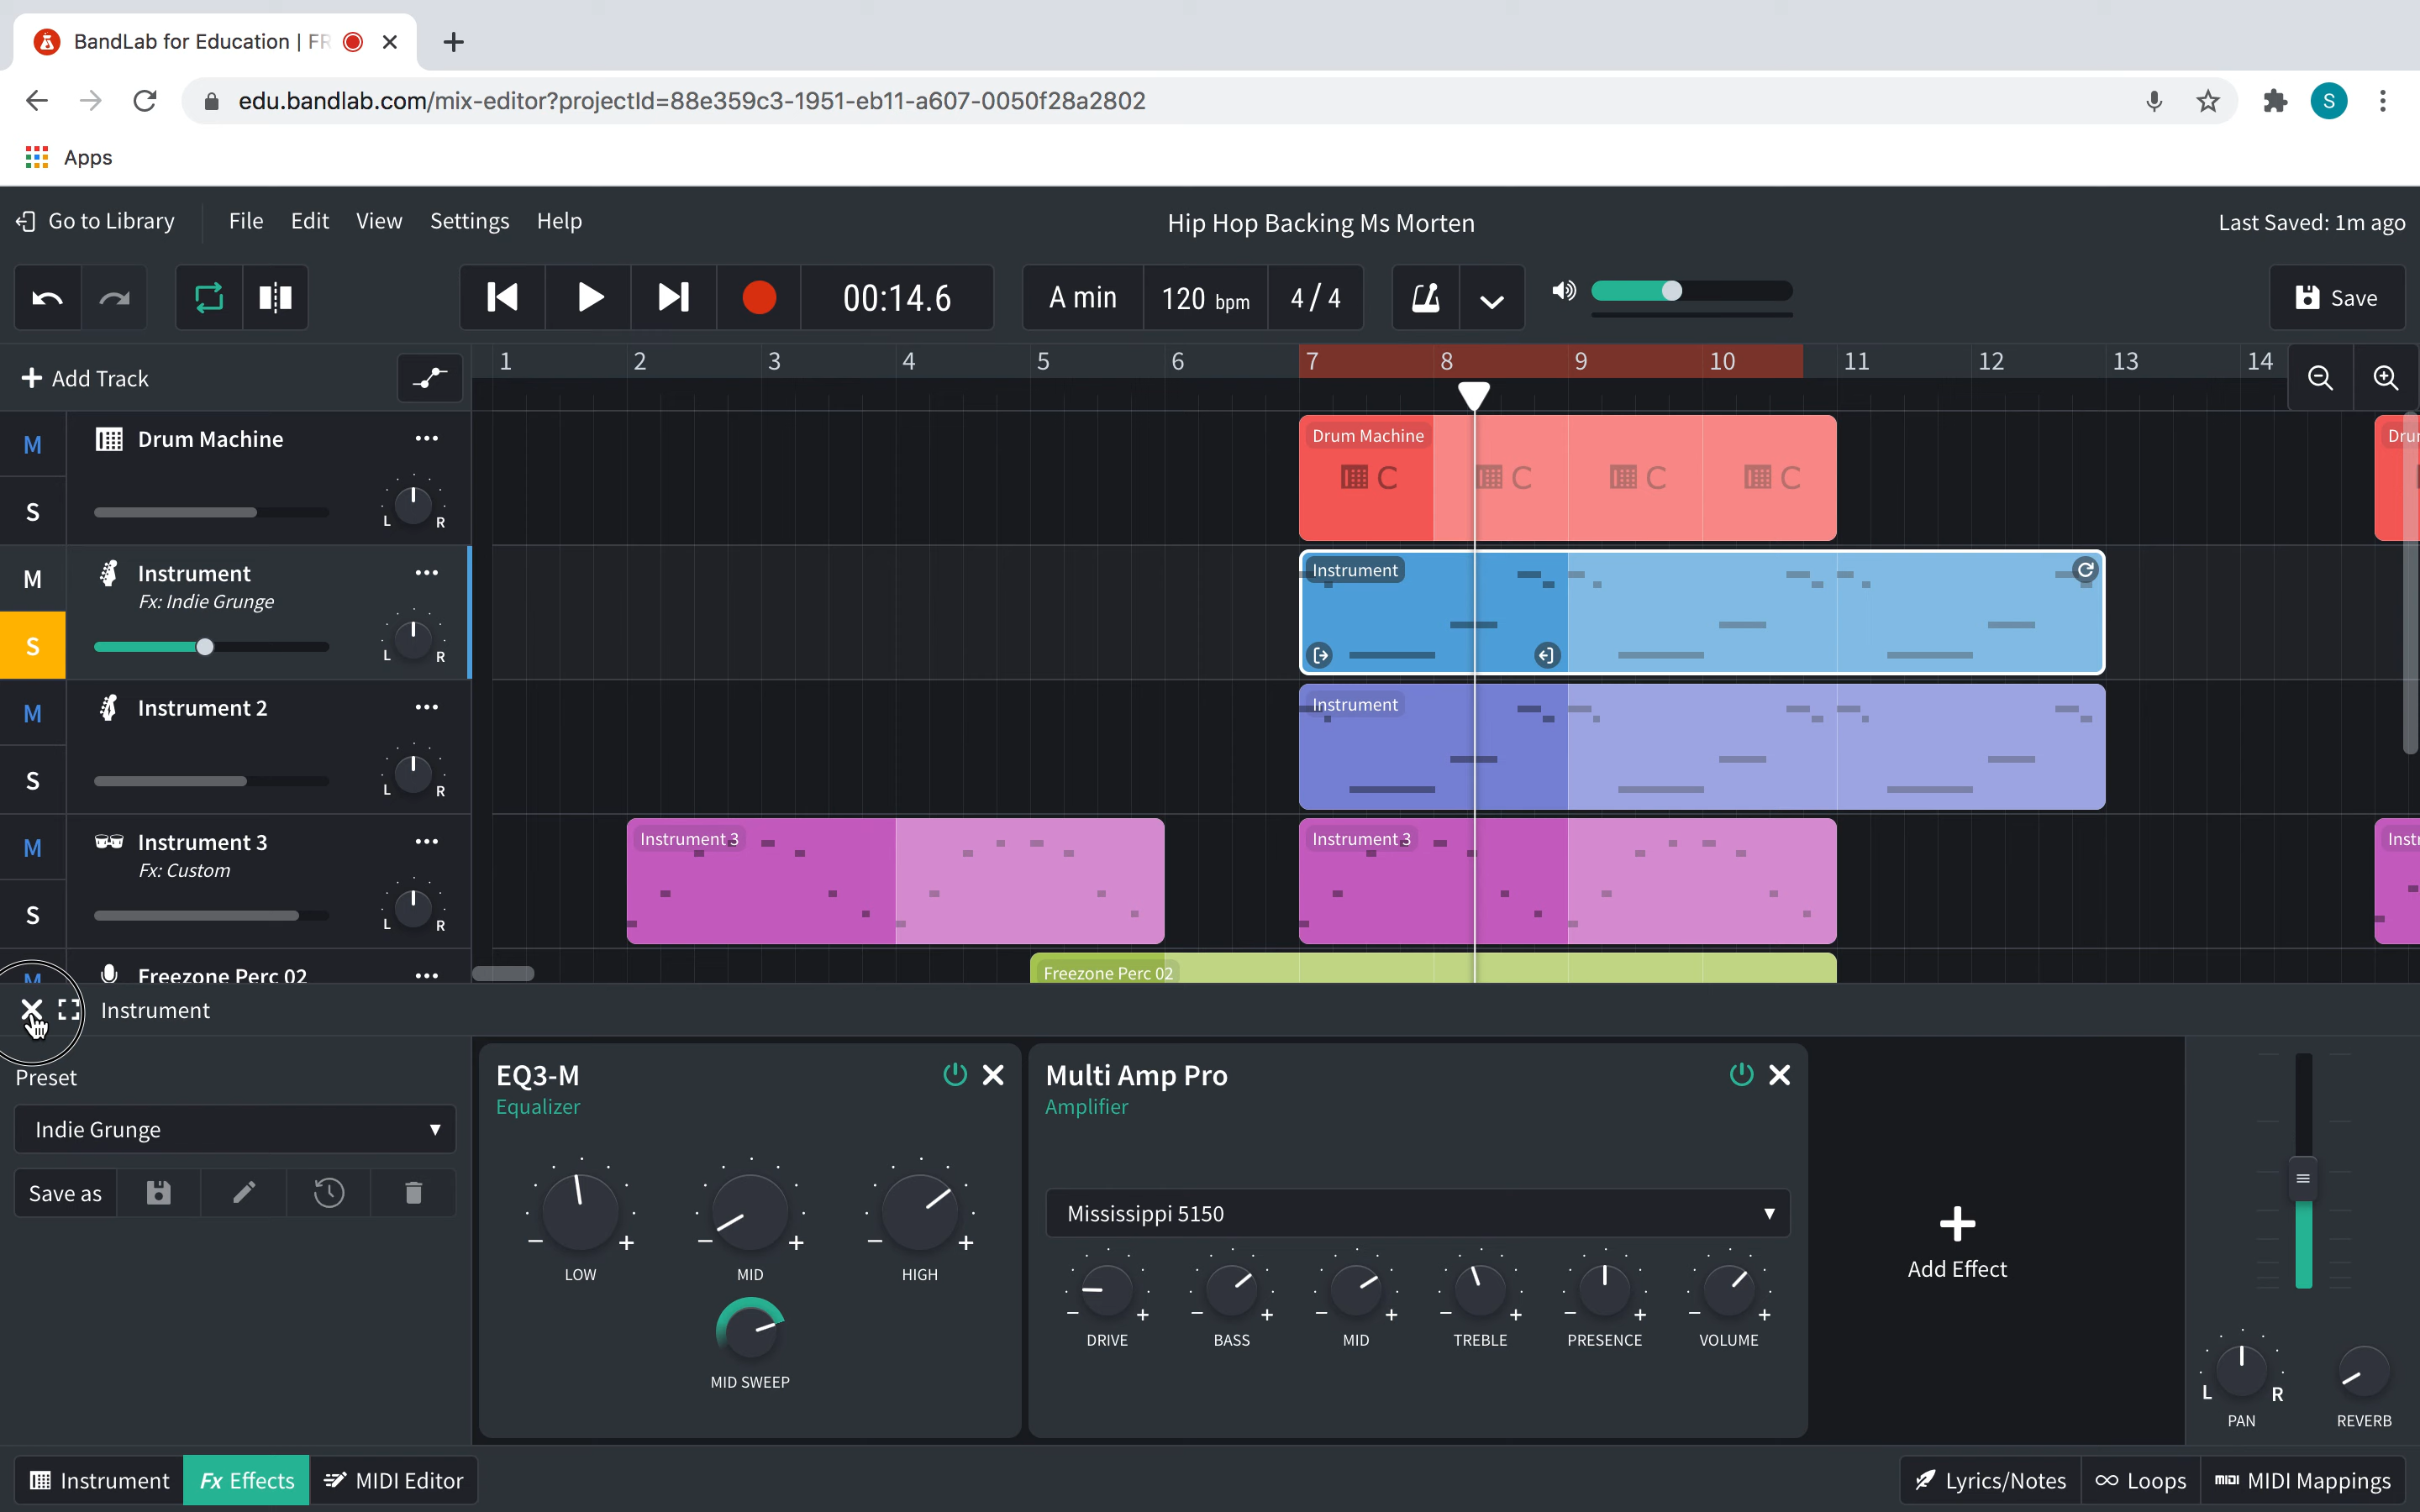 BandLab for Education | FR
edu.bandlab.com/mix-editor?projectId=88e359c3-1951-eb11-a607-0050f28a2802
S
Apps
Go to Library File Edit View Settings Help Hip Hop Backing Ms Morten Last Saved: 1m ago
00:14.6 A min 120 bpm 4 / 4 Save
Add Track 1 2 3 4 5 6 7 8 9 10 11 12 13 14
M Drum Machine Drum Machine Dru
C C C C
S L R
M Instrument Instrument
Fx: Indie Grunge
S L R
M Instrument 2 Instrument
S L R
M Instrument 3 Instrument 3 Instrument 3 Inst
Fx: Custom
S L R
M Freezone Perc 02 Freezone Perc 02
Instrument
Preset
Indie Grunge
Save as
EQ3-M
Equalizer
LOW MID HIGH
MID SWEEP
Multi Amp Pro
Amplifier
Mississippi 5150
DRIVE BASS MID TREBLE PRESENCE VOLUME
Add Effect
L R
PAN REVERB
Instrument Fx Effects MIDI Editor Lyrics/Notes Loops MIDI MIDI Mappings